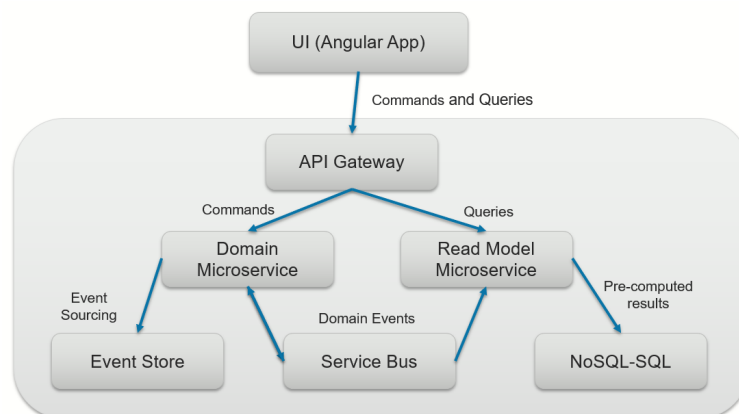 UI (Angular App)
Commands and Queries
API Gateway
Commands
Queries
Domain
Microservice
Read Model
Microservice
Event
Sourcing
Domain Events
Pre-computed
results
Event Store
Service Bus
NoSQL-SQL